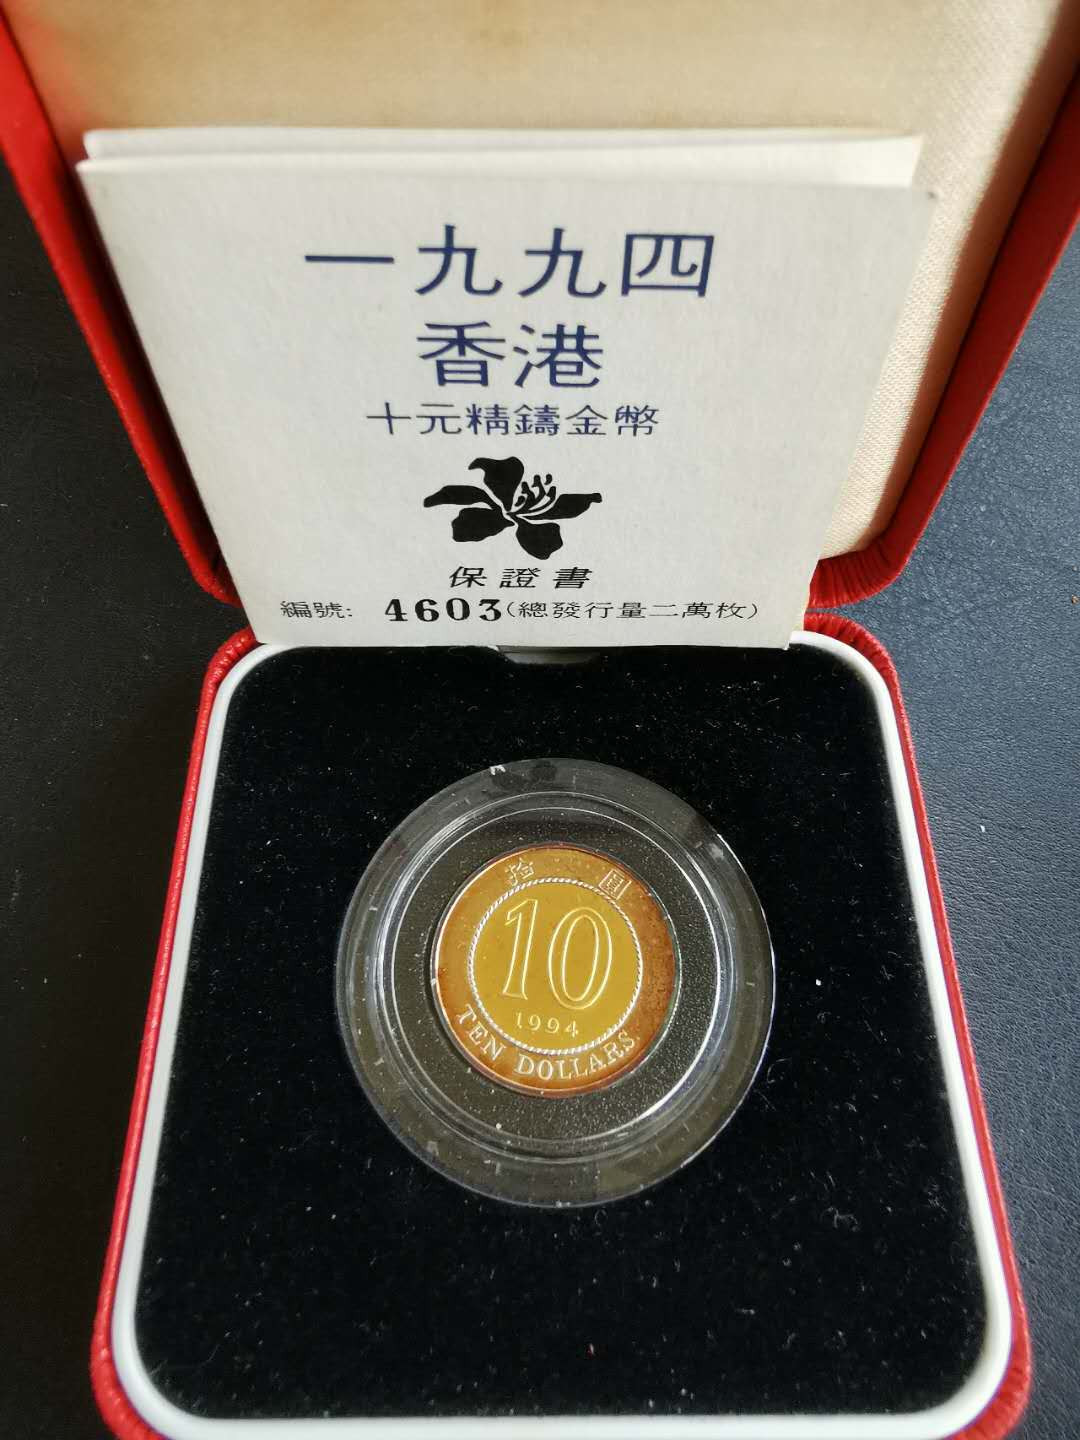 一九九四
香港
十元精鑄金幣
保證書
編號: 4603(總發行量二萬枚)
拾 圓
10
1994
TEN DOLLARS